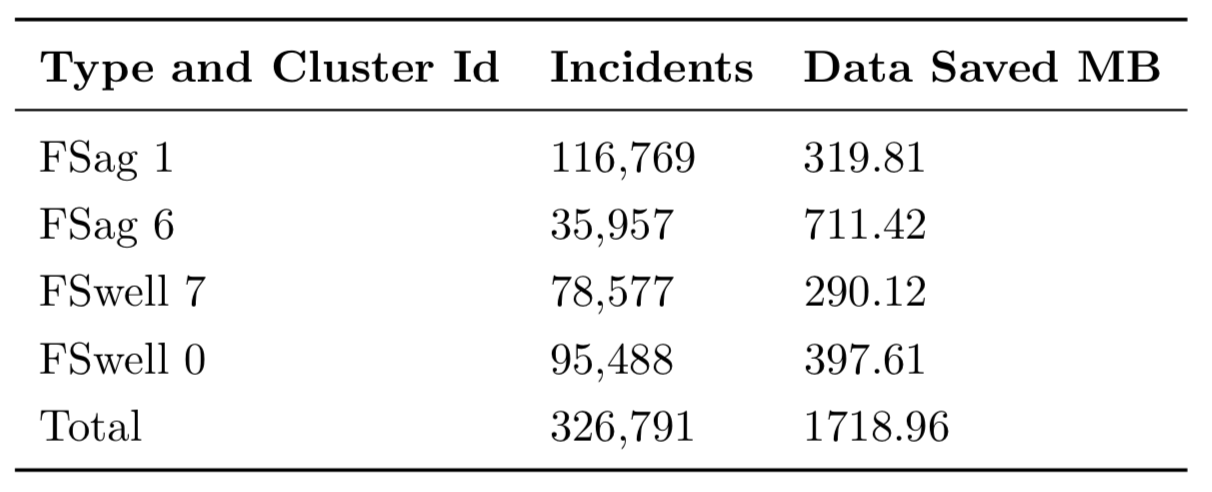 Type and Cluster Id Incidents Data Saved MB
FSag 1 116,769 319.81
FSag 6 35,957 711.42
FSwell 7 78,577 290.12
FSwell 0 95,488 397.61
Total 326,791 1718.96